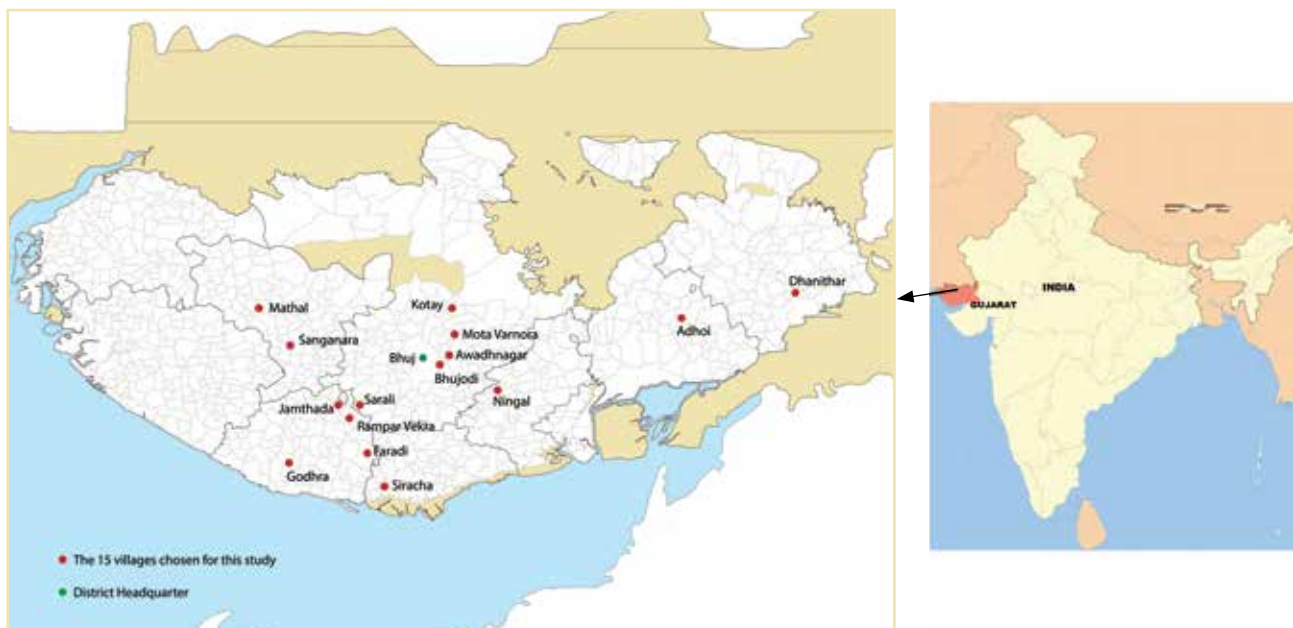 Dhanithar
Mathal
Kotay
Adhoi
Mota Varnora
Sanganara
Bhuj
Awadhnagar
Bhujodi
Ningal
Jamthada
Sarali
Rampar Vekra
Faradi
Godhra
Siracha
The 15 villages chosen for this study
District Headquarter
INDIA
GUJARAT